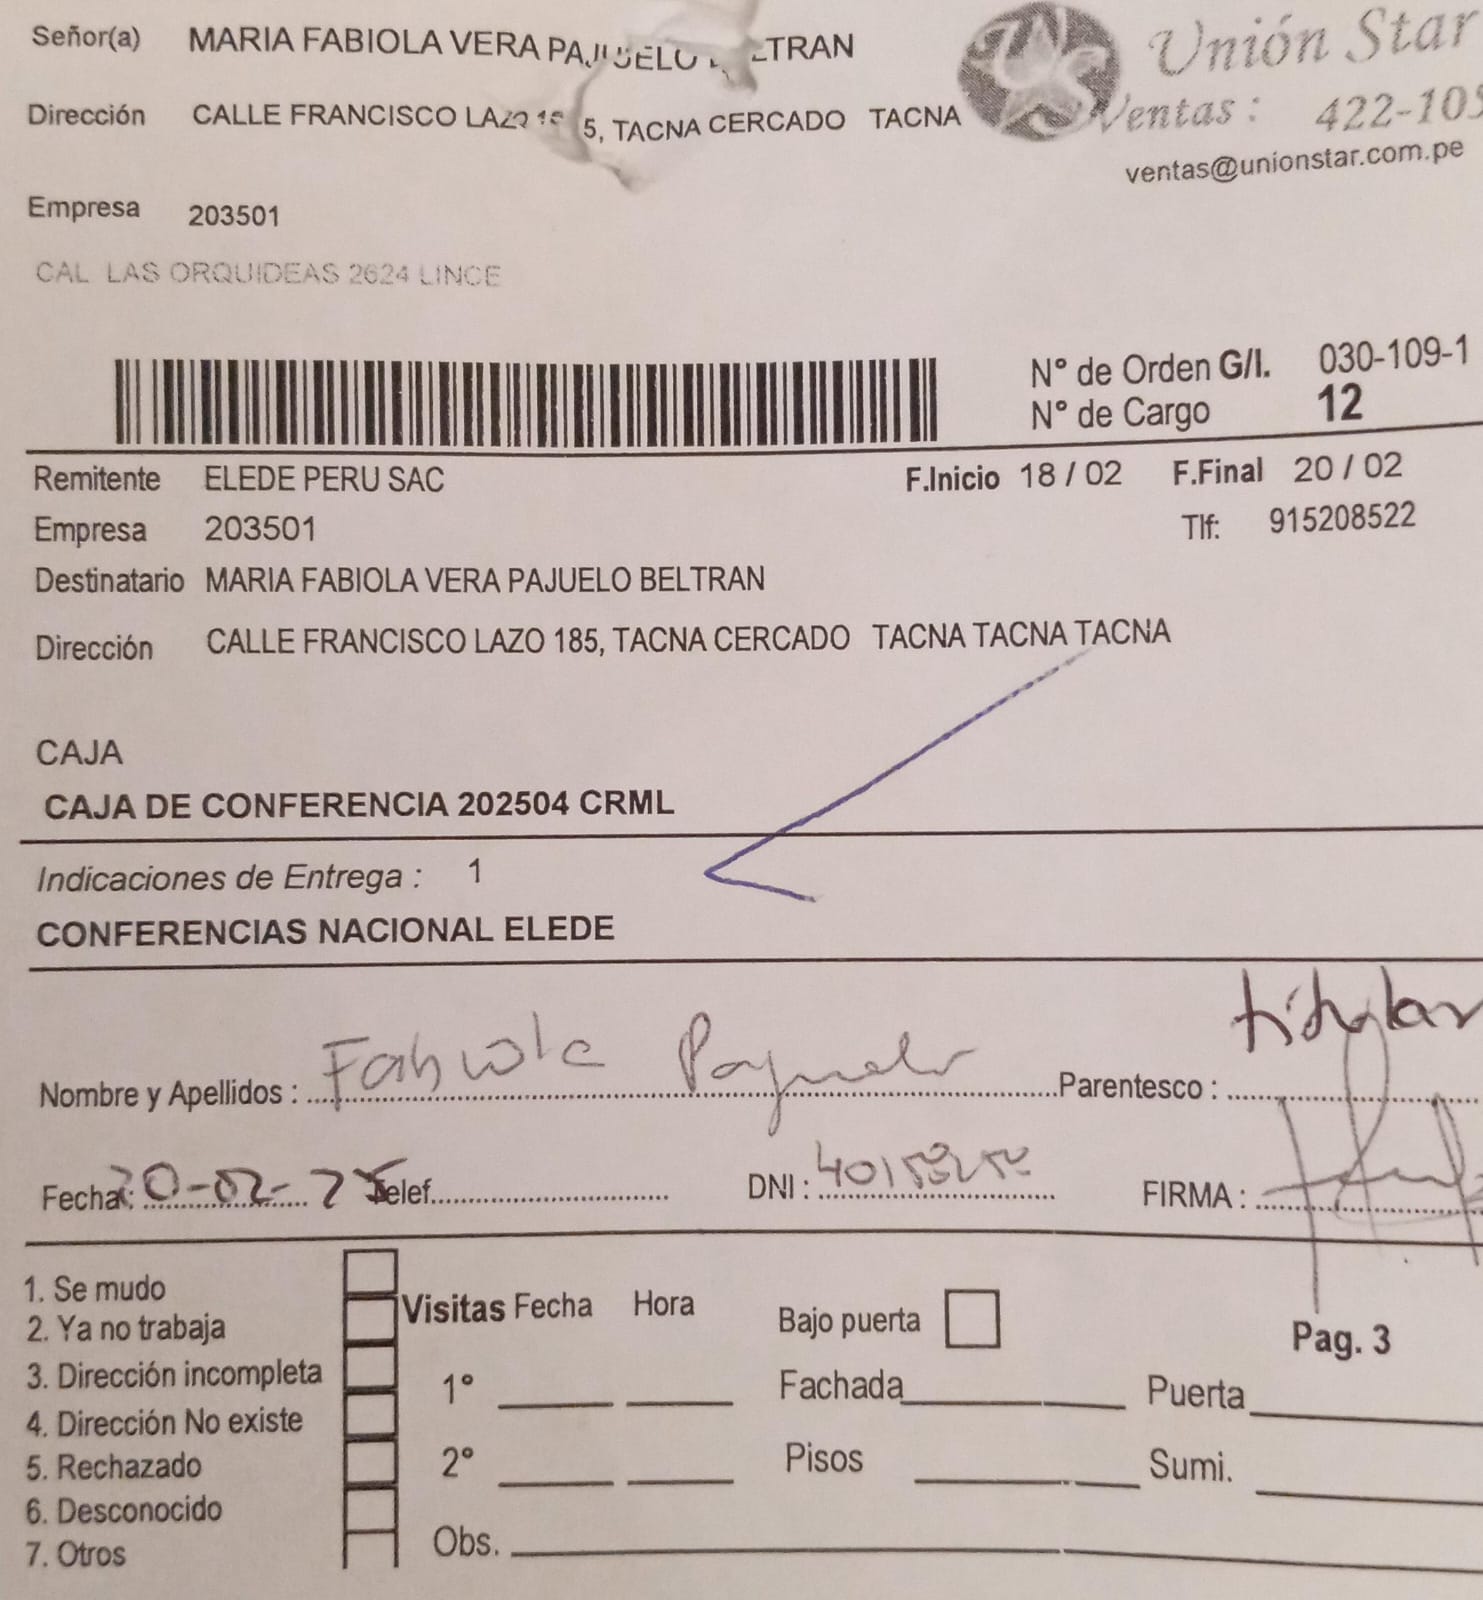 Señor(a) MARIA FABIOLA VERA PAJUELO BELTRAN
Unión Star
Dirección CALLE FRANCISCO LAZO 185, TACNA CERCADO TACNA
Ventas : 422-105
ventas@unionstar.com.pe
Empresa 203501
CAL LAS ORQUIDEAS 2624 LINCE
N° de Orden G/I. 030-109-1
N° de Cargo 12
Remitente ELEDE PERU SAC F.Inicio 18 / 02 F.Final 20 / 02
Empresa 203501 Tlf: 915208522
Destinatario MARIA FABIOLA VERA PAJUELO BELTRAN
Dirección CALLE FRANCISCO LAZO 185, TACNA CERCADO TACNA TACNA TACNA
CAJA
CAJA DE CONFERENCIA 202504 CRML
Indicaciones de Entrega : 1
CONFERENCIAS NACIONAL ELEDE
titular
Nombre y Apellidos : Fabiola Pajuelo Parentesco :
Fecha : 20-02-25 Telef. DNI : FIRMA :
1. Se mudo
2. Ya no trabaja
3. Dirección incompleta
4. Dirección No existe
5. Rechazado
6. Desconocido
7. Otros
Visitas Fecha Hora Bajo puerta
Pag. 3
1° Fachada Puerta
2° Pisos Sumi.
Obs.